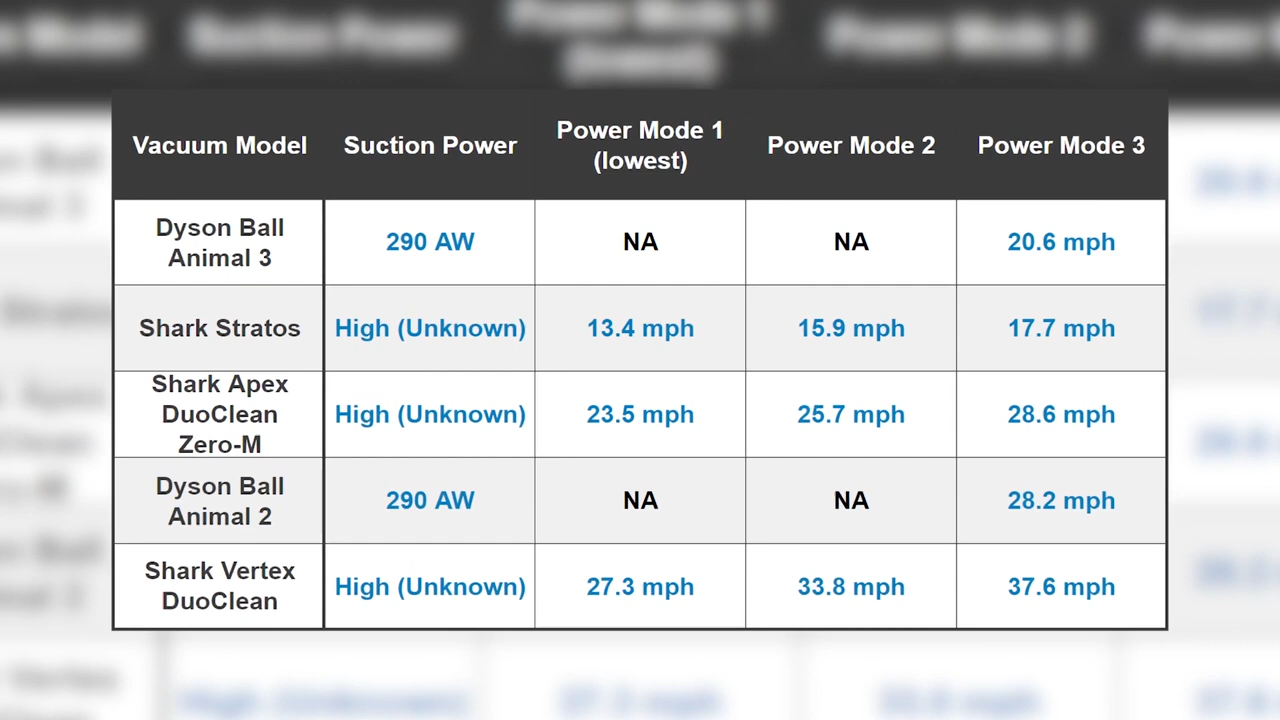 Vacuum Model
Suction Power
Power Mode 1
(lowest)
Power Mode 2
Power Mode 3
Dyson Ball
Animal 3
290 AW
NA
NA
20.6 mph
Shark Stratos
High (Unknown)
13.4 mph
15.9 mph
17.7 mph
Shark Apex
DuoClean
Zero-M
High (Unknown)
23.5 mph
25.7 mph
28.6 mph
Dyson Ball
Animal 2
290 AW
NA
NA
28.2 mph
Shark Vertex
DuoClean
High (Unknown)
27.3 mph
33.8 mph
37.6 mph